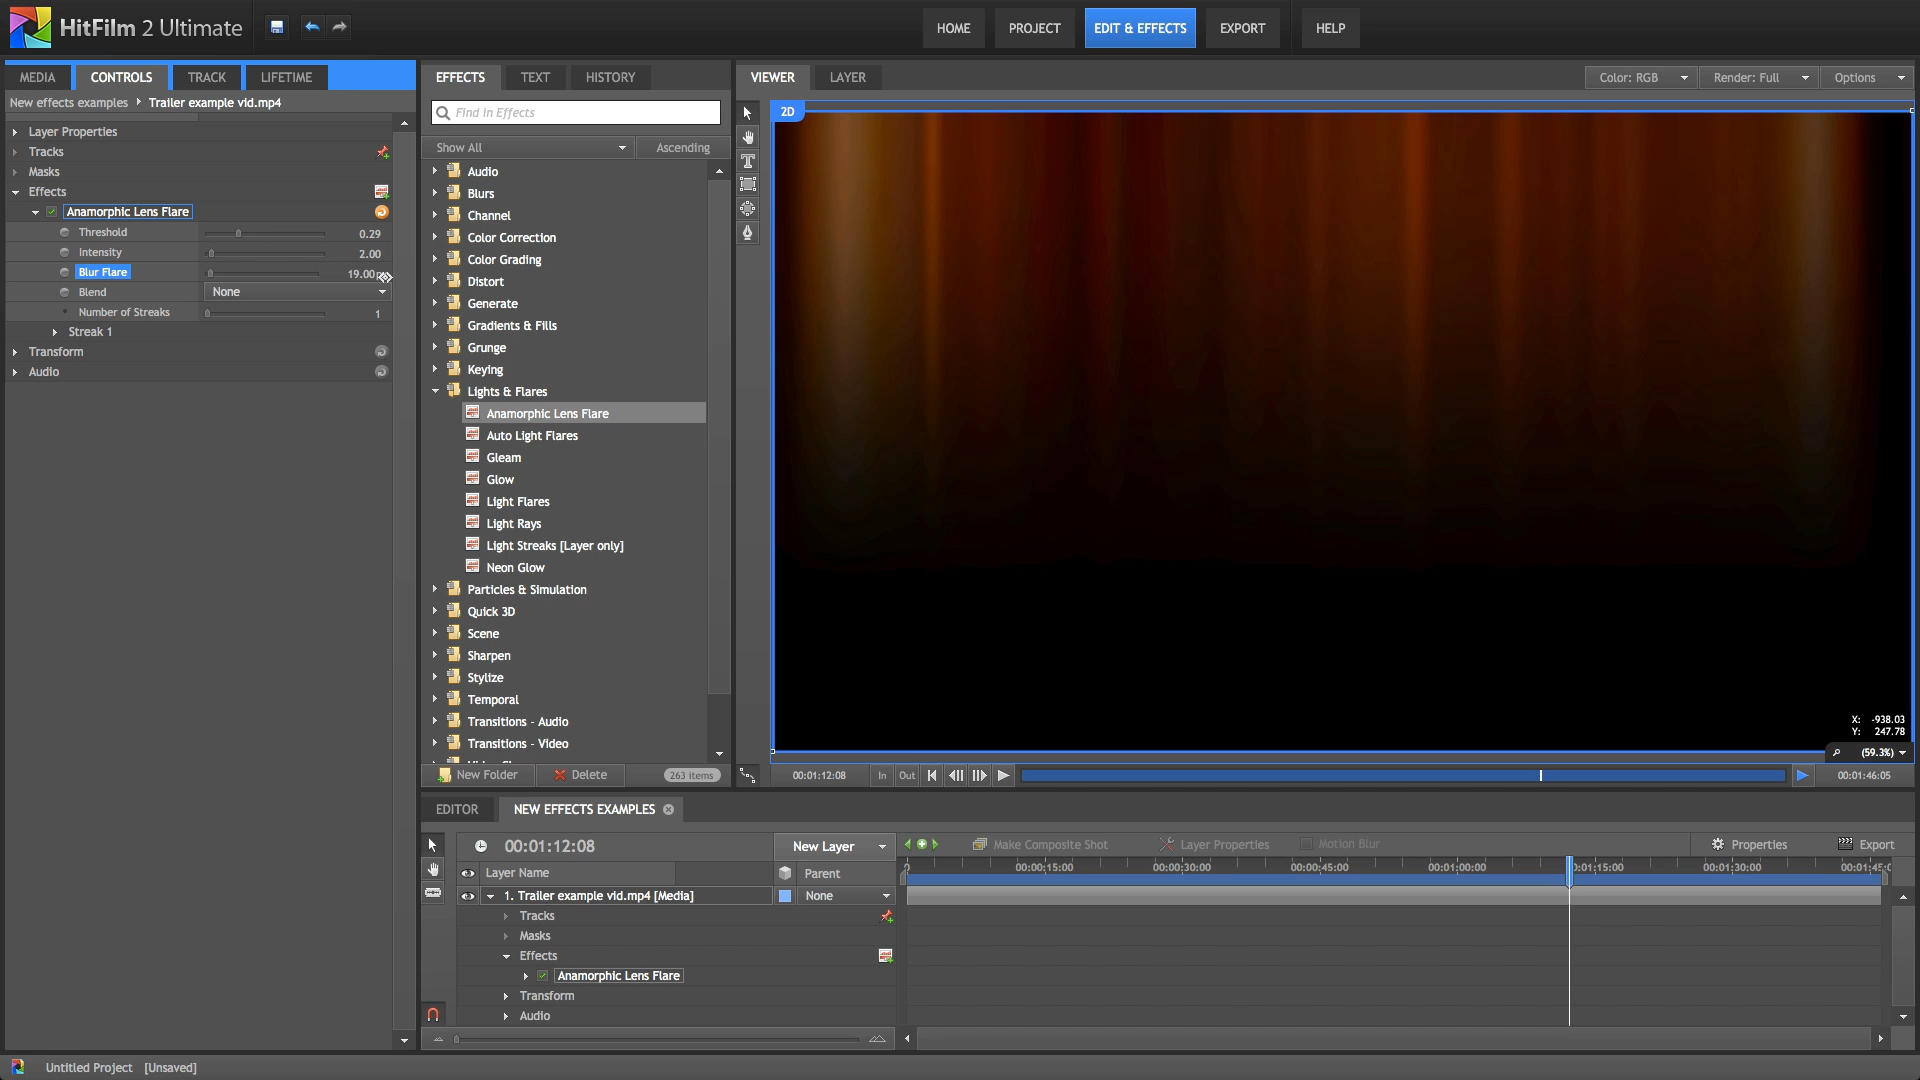 HitFilm 2 Ultimate
HOME
PROJECT
EDIT & EFFECTS
EXPORT
HELP
MEDIA
CONTROLS
TRACK
LIFETIME
New effects examples
Trailer example vid.mp4
Layer Properties
Tracks
Masks
Effects
Anamorphic Lens Flare
Threshold
0.29
Intensity
2.00
Blur Flare
19.00
Blend
None
Number of Streaks
1
Streak 1
Transform
Audio
EFFECTS
TEXT
HISTORY
Find in Effects
Show All
Ascending
Audio
Blurs
Channel
Color Correction
Color Grading
Distort
Generate
Gradients & Fills
Grunge
Keying
Lights & Flares
Anamorphic Lens Flare
Auto Light Flares
Gleam
Glow
Light Flares
Light Rays
Light Streaks [Layer only]
Neon Glow
Particles & Simulation
Quick 3D
Scene
Sharpen
Stylize
Temporal
Transitions - Audio
Transitions - Video
New Folder
Delete
263 items
VIEWER
LAYER
Color: RGB
Render: Full
Options
2D
X: -938.03
Y: 247.78
(59.3%)
00:01:12:08
In
Out
00:01:46:05
EDITOR
NEW EFFECTS EXAMPLES
00:01:12:08
New Layer
Make Composite Shot
Layer Properties
Motion Blur
Properties
Export
Layer Name
Parent
0
00:00:15:00
00:00:30:00
00:00:45:00
00:01:00:00
0:01:15:00
00:01:30:00
00:01:45:0
1. Trailer example vid.mp4 [Media]
None
Tracks
Masks
Effects
Anamorphic Lens Flare
Transform
Audio
Untitled Project
[Unsaved]